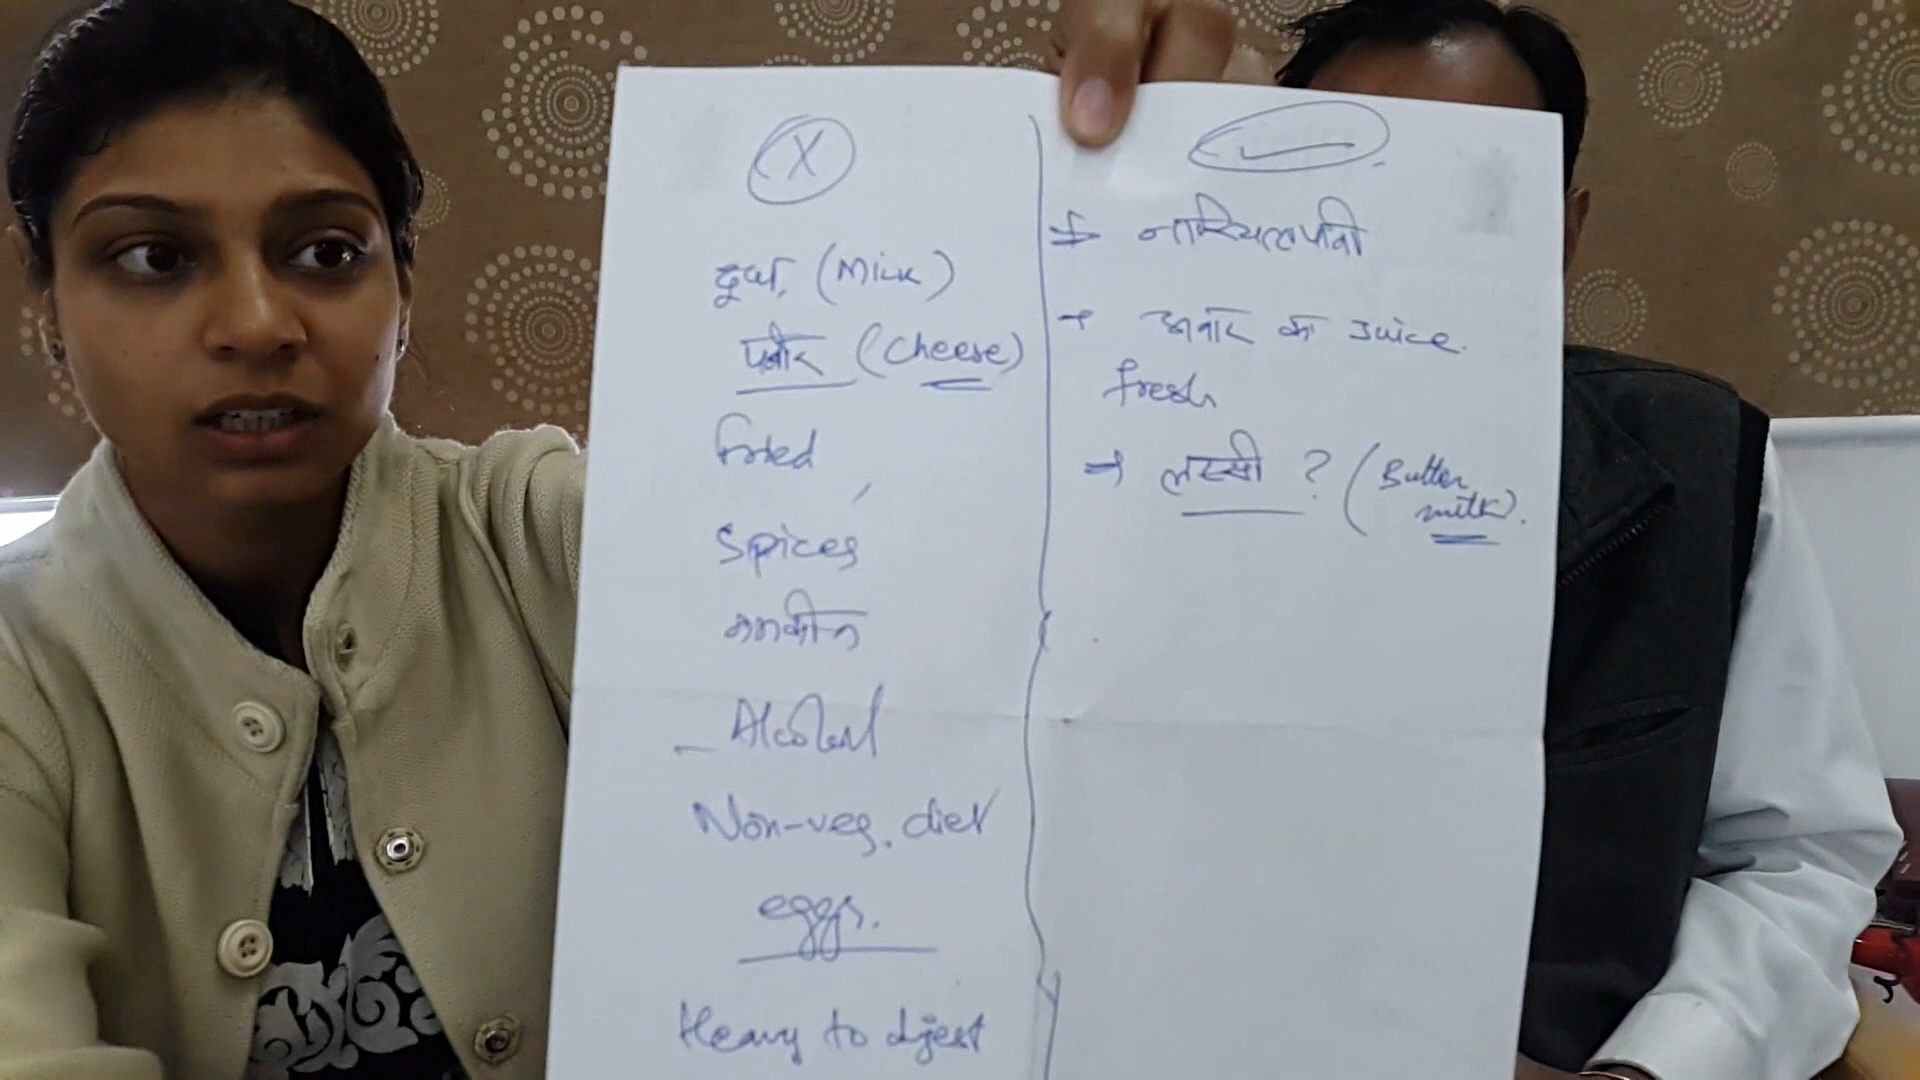 X
दूध, (Milk)
पनीर (Cheese)
Fried
Spices
नमकीन
Alcohol
Non-veg. diet
eggs.
Heavy to digest
✓
→ नारियल पानी
→ अनार का Juice.
fresh
→ लस्सी ? (Butter
milk).